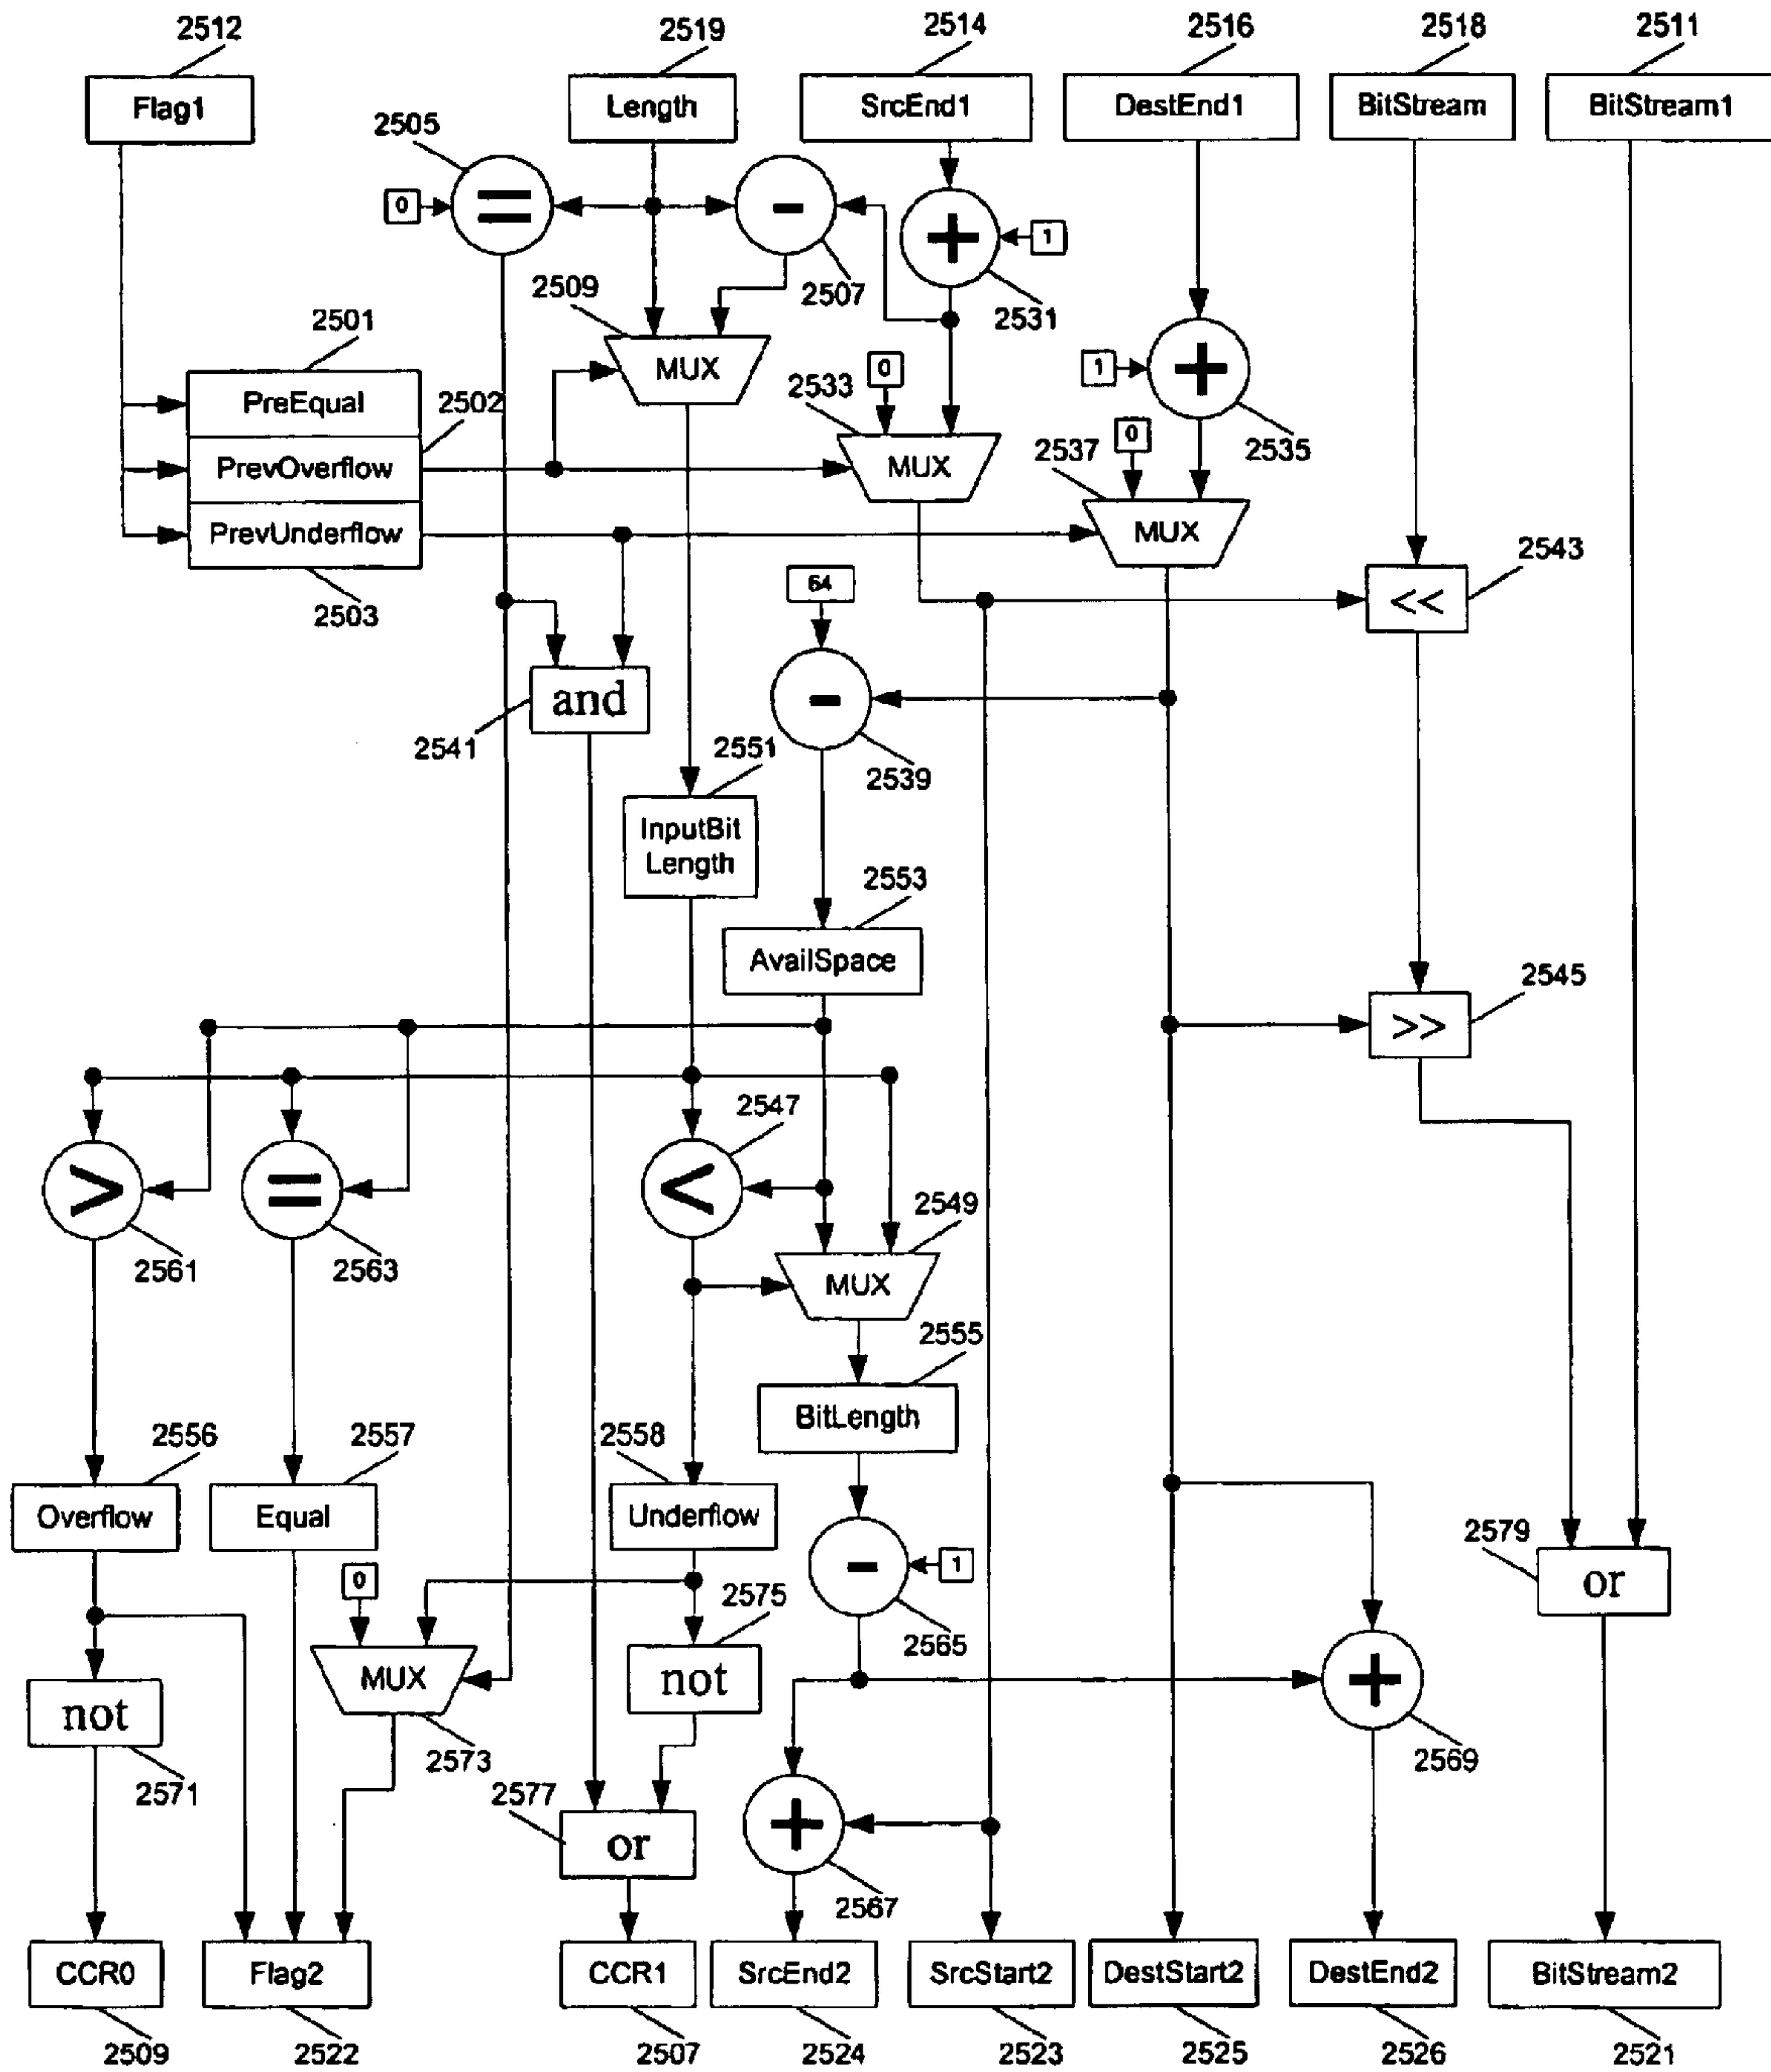 2512
2519
2514
2516
2518
2511
Flag1
Length
SrcEnd1
DestEnd1
BitStream
BitStream1
2505
0
=
-
+
1
2507
2531
2509
2501
MUX
0
2533
1
+
PreEqual
2502
2535
0
2537
PrevOverflow
MUX
PrevUnderflow
MUX
2543
64
<<
2503
-
and
2541
2551
2539
InputBit
Length
2553
AvailSpace
2545
>>
2547
>
=
<
2549
2561
2563
MUX
2555
BitLength
2556
2557
2558
Overflow
Equal
Underflow
2579
-
1
0
2575
or
2565
MUX
not
+
not
2573
2569
2571
2577
+
or
2567
CCR0
Flag2
CCR1
SrcEnd2
SrcStart2
DestStart2
DestEnd2
BitStream2
2509
2522
2507
2524
2523
2525
2526
2521